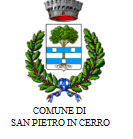 COMUNE DI
SAN PIETRO IN CERRO